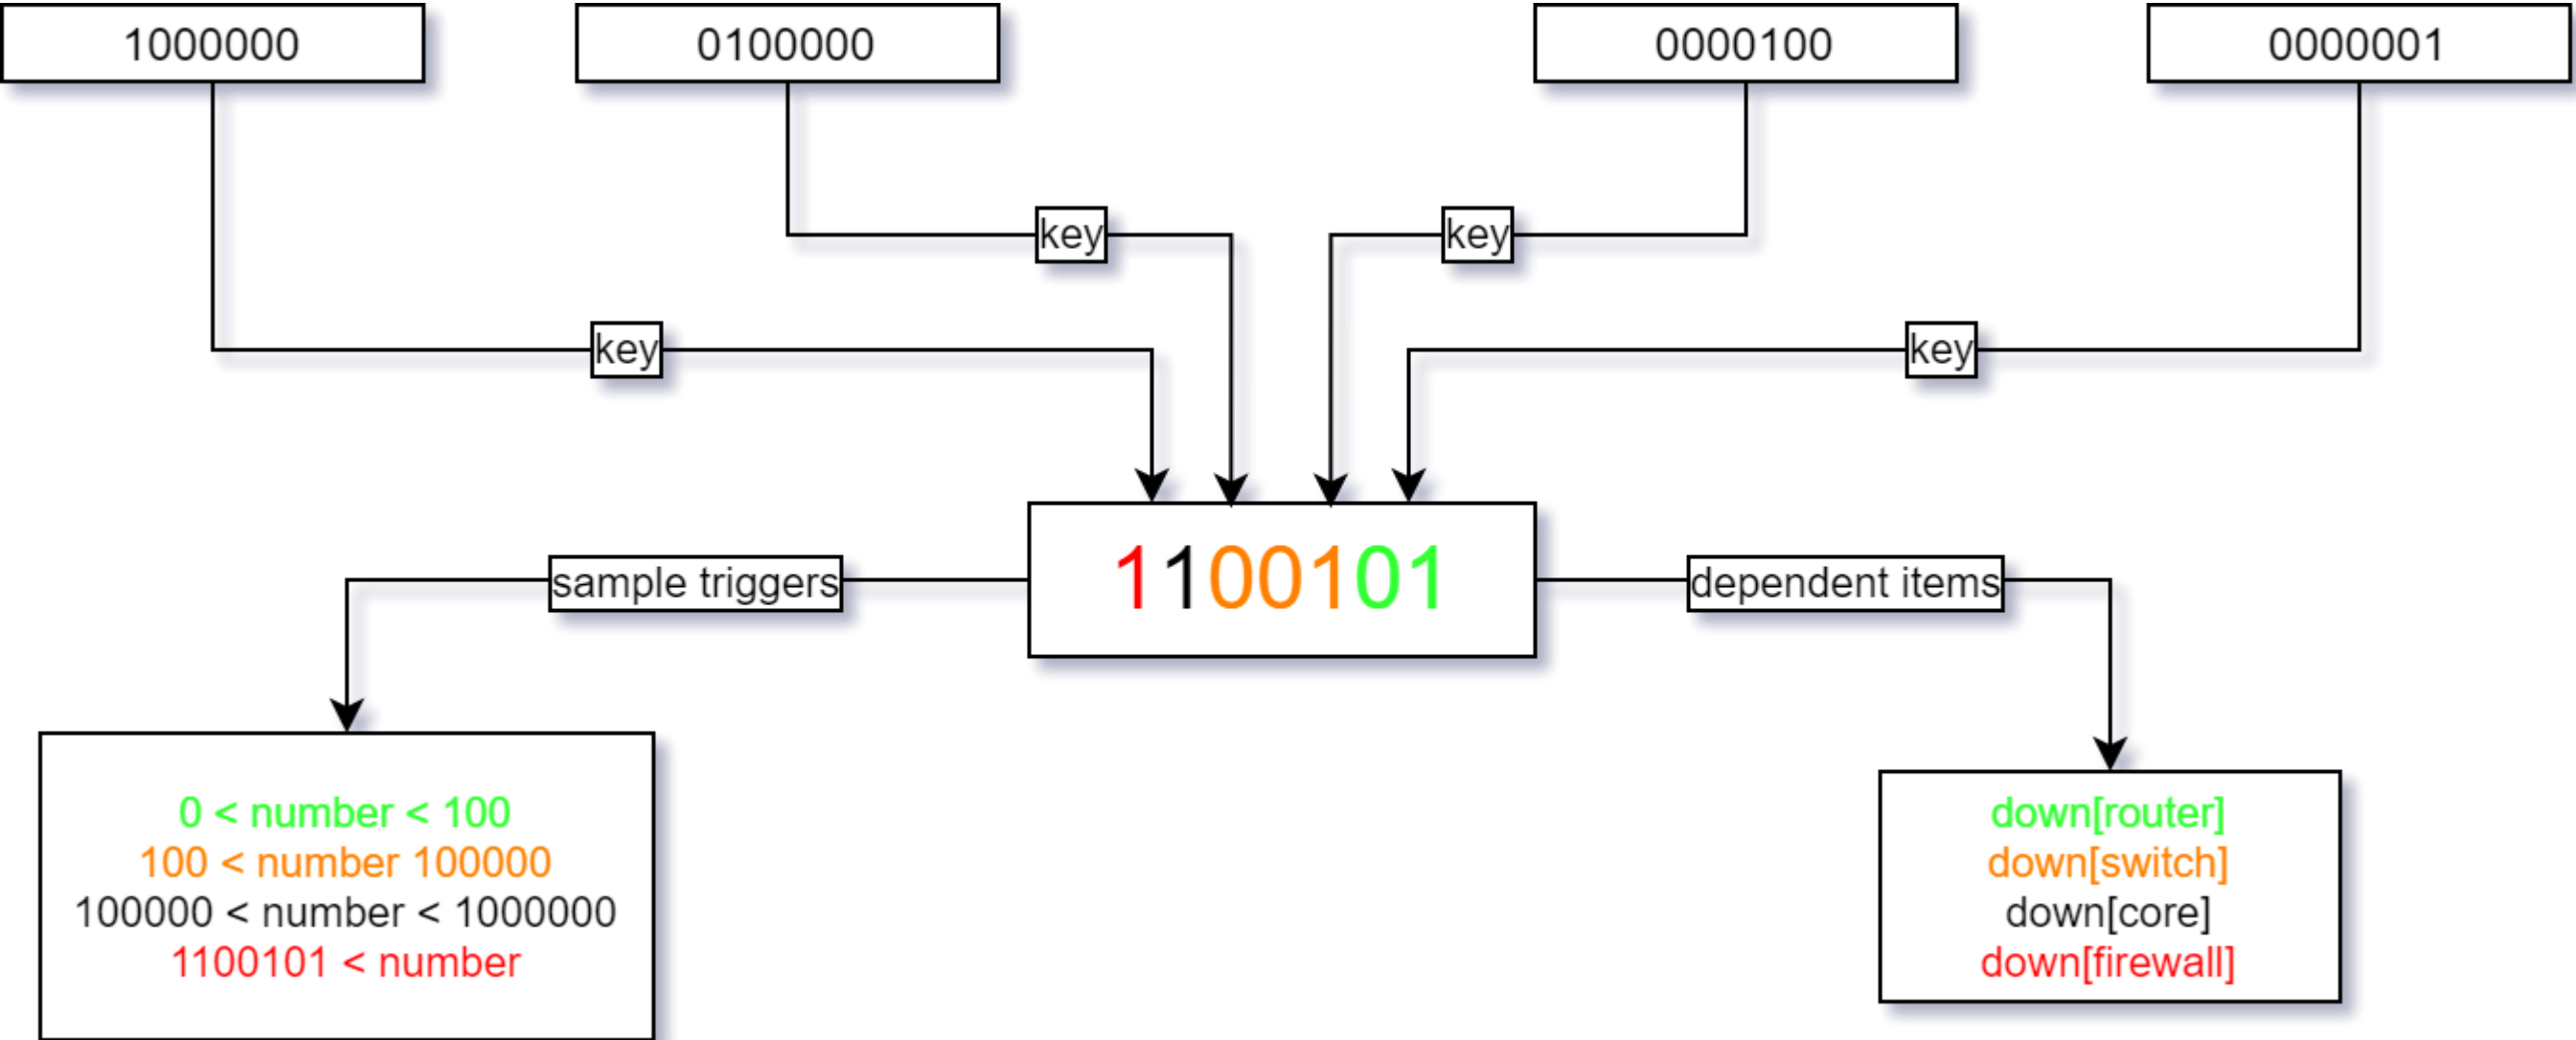 1000000
0100000
0000100
0000001
key
key
key
key
1100101
sample triggers
dependent items
0 < number < 100
100 < number 100000
100000 < number < 1000000
1100101 < number
down[router]
down[switch]
down[core]
down[firewall]